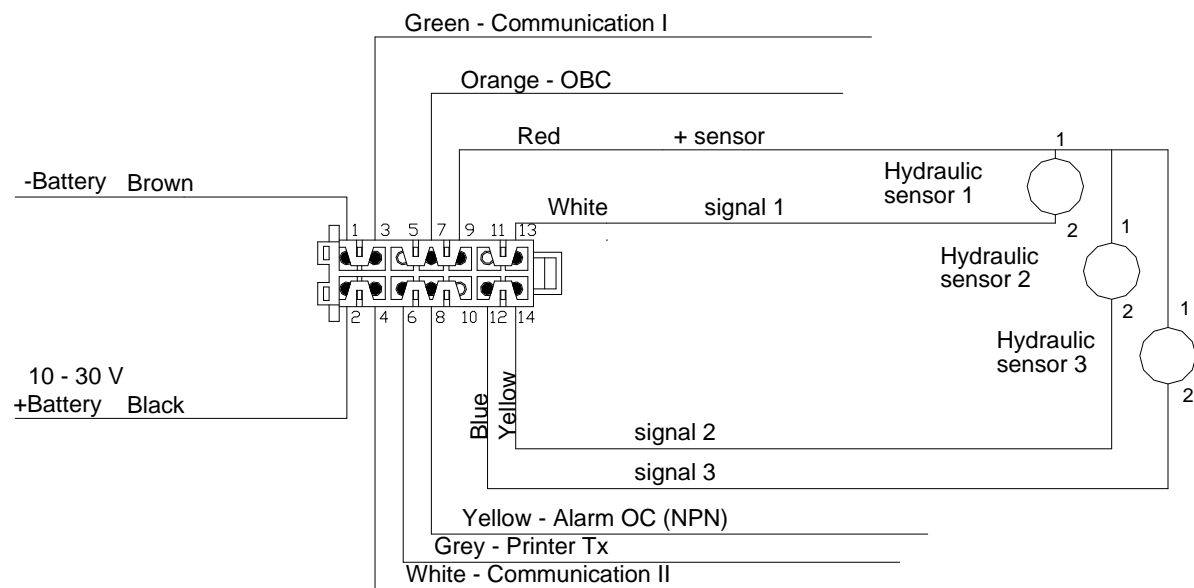 Green - Communication I
Orange - OBC
Red + sensor
-Battery Brown
White signal 1
Hydraulic
sensor 1
1
2
Hydraulic
sensor 2
1
2
Hydraulic
sensor 3
1
2
1 3 5 7 9 11 13
2 4 6 8 10 12 14
10 - 30 V
+Battery Black
Blue
Yellow
signal 2
signal 3
Yellow - Alarm OC (NPN)
Grey - Printer Tx
White - Communication II